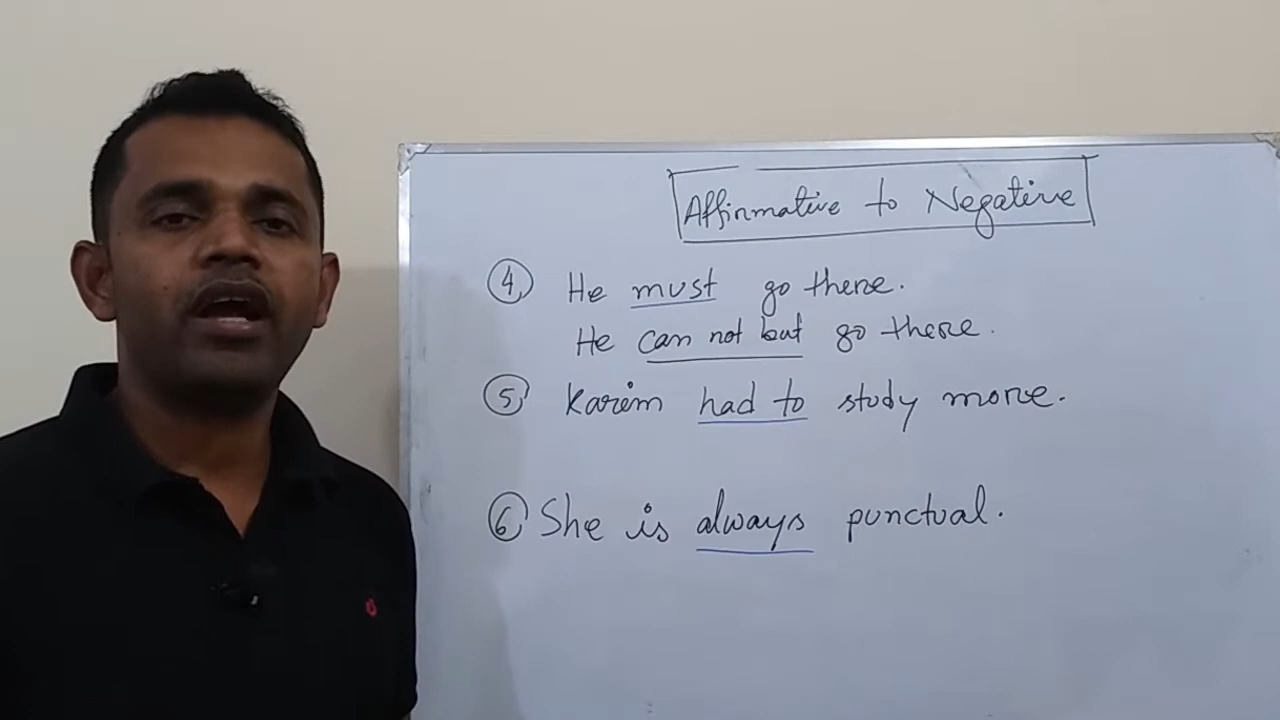 Affirmative to Negative
④ He must go there.
He can not but go there.
⑤ Karim had to study more.
⑥ She is always punctual.